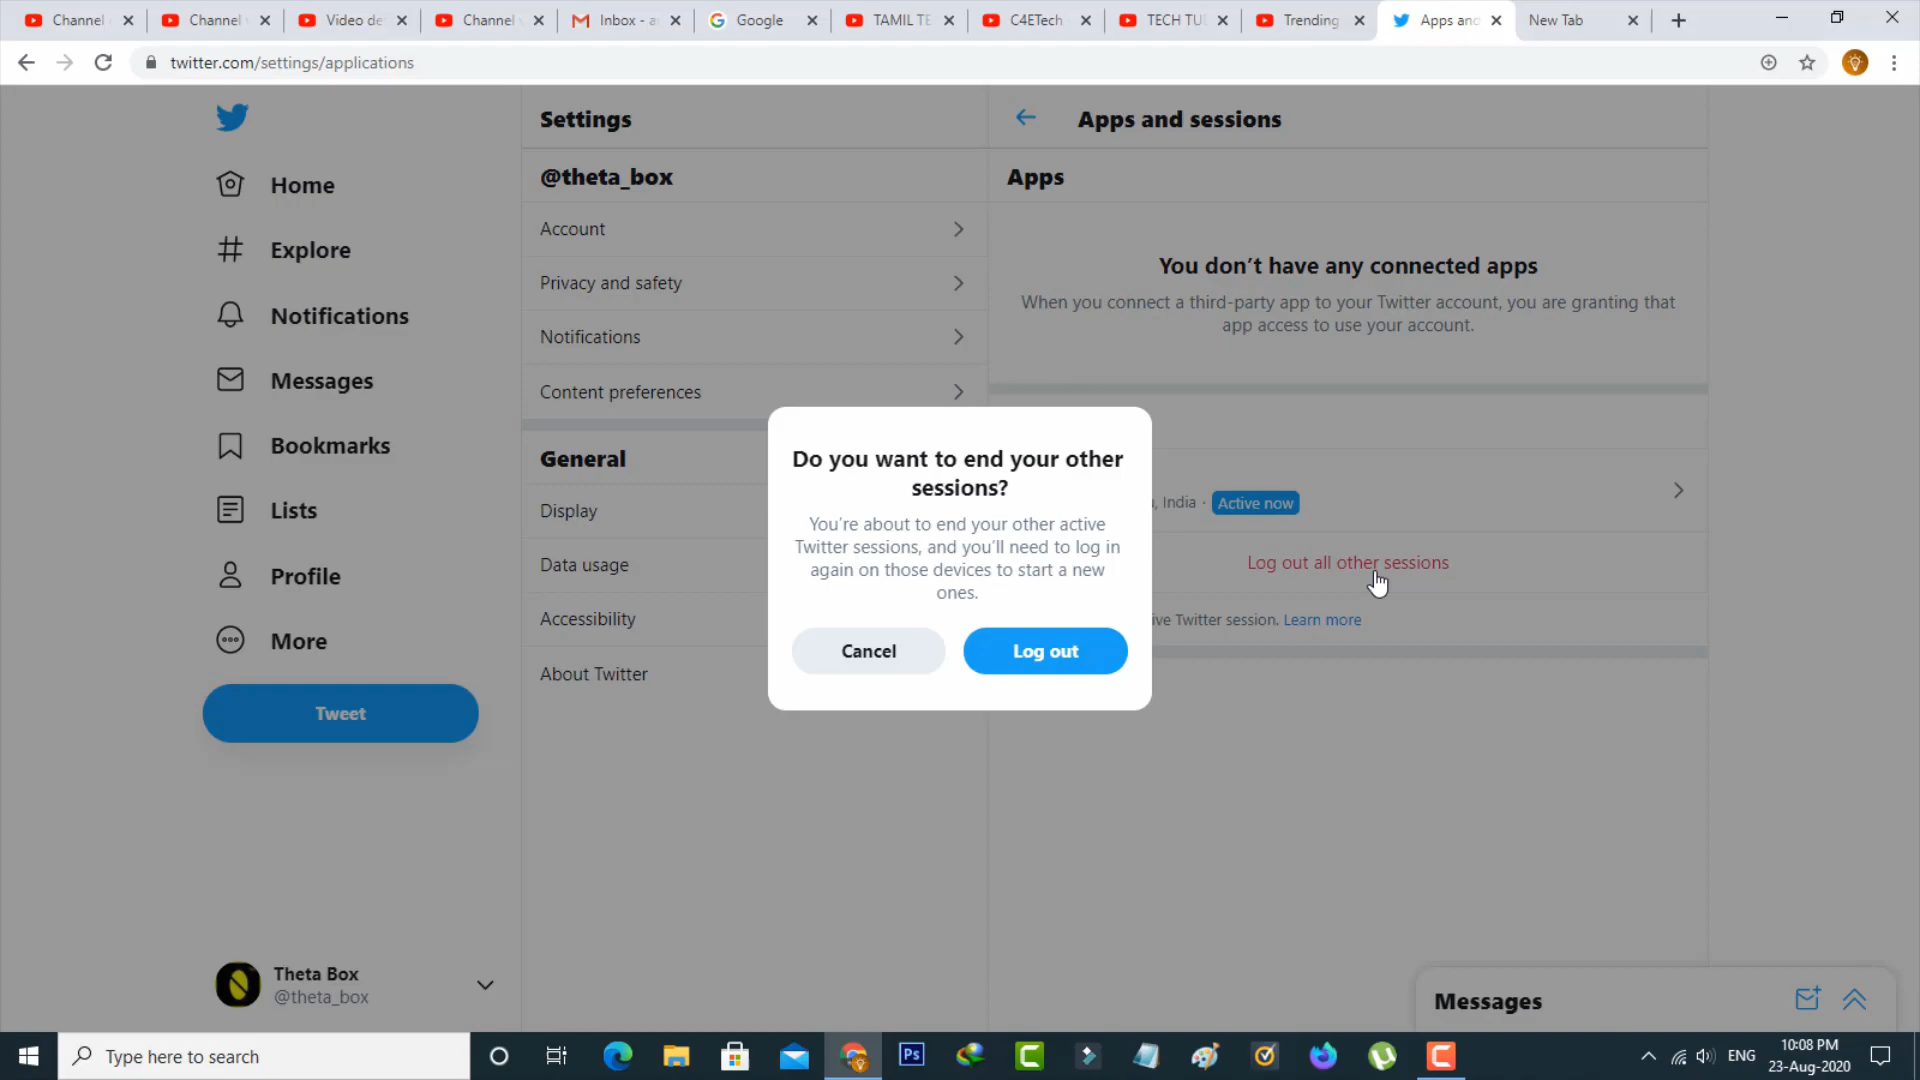 Channel
Channel
Video de
Channel
Inbox - a
Google
TAMIL TE
C4ETech
TECH TU
Trending
Apps and
New Tab
twitter.com/settings/applications
Home
Explore
Notifications
Messages
Bookmarks
Lists
Profile
More
Tweet
Theta Box
@theta_box
Settings
@theta_box
Account
Privacy and safety
Notifications
Content preferences
General
Display
Data usage
Accessibility
About Twitter
Apps and sessions
Apps
You don't have any connected apps
When you connect a third-party app to your Twitter account, you are granting that
app access to use your account.
, India · Active now
Log out all other sessions
ive Twitter session. Learn more
Do you want to end your other
sessions?
You're about to end your other active
Twitter sessions, and you'll need to log in
again on those devices to start a new
ones.
Cancel
Log out
Messages
Type here to search
Ps
ENG
10:08 PM
23-Aug-2020